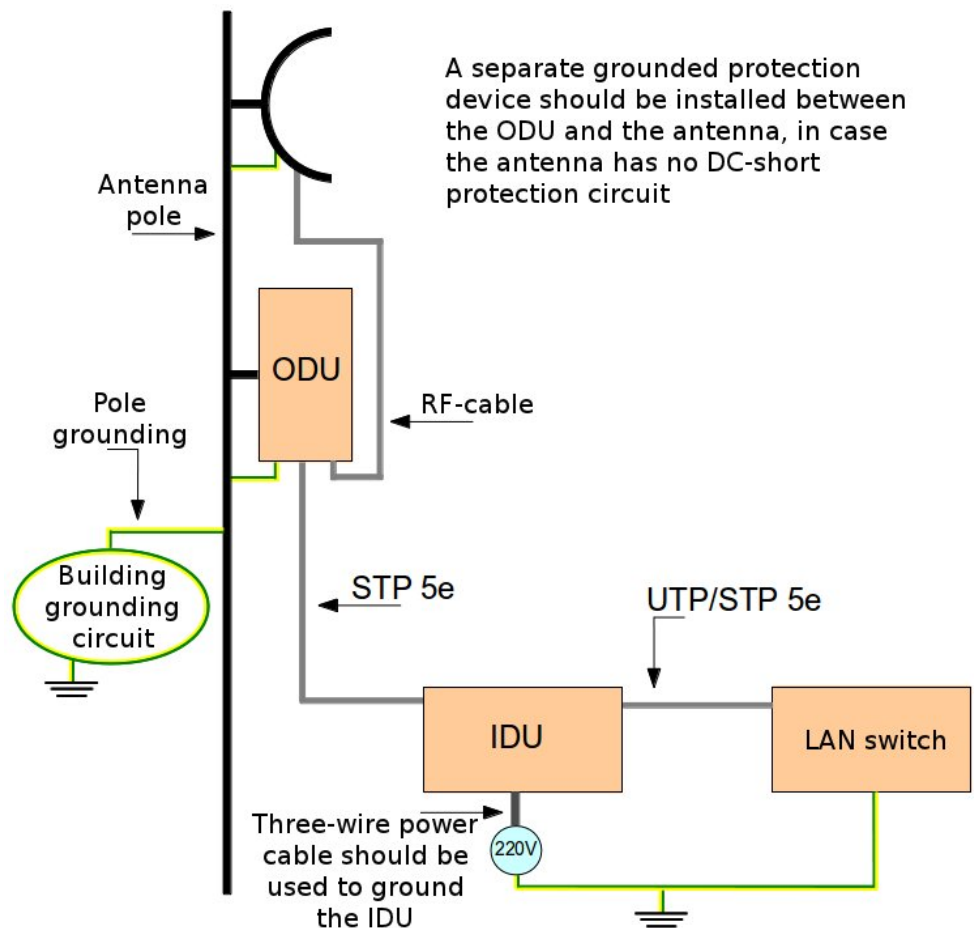 A separate grounded protection
device should be installed between
the ODU and the antenna, in case
the antenna has no DC-short
protection circuit
Antenna
pole
ODU
RF-cable
Pole
grounding
Building
grounding
circuit
STP 5e
UTP/STP 5e
IDU
LAN switch
Three-wire power
cable should be
used to ground
the IDU
220V